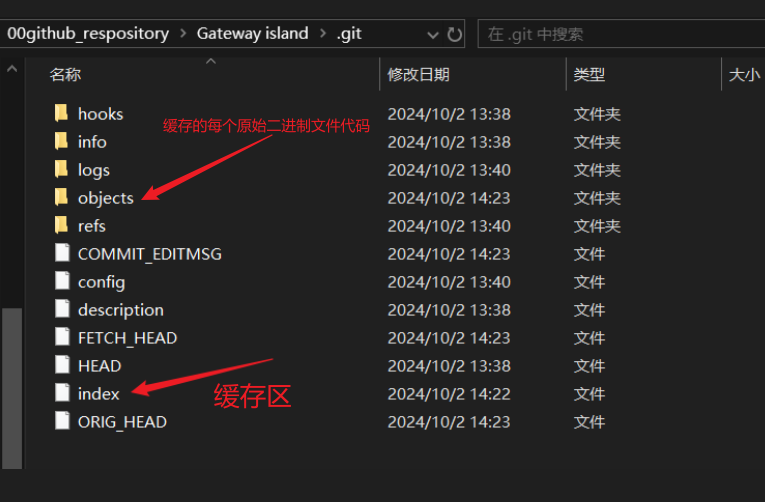 00github_respository > Gateway island > .git
在 .git 中搜索
名称 修改日期 类型 大小
hooks 2024/10/2 13:38 文件夹
缓存的每个原始二进制文件代码
info 2024/10/2 13:38 文件夹
logs 2024/10/2 13:40 文件夹
objects 2024/10/2 14:23 文件夹
refs 2024/10/2 13:40 文件夹
COMMIT_EDITMSG 2024/10/2 14:23 文件
config 2024/10/2 13:40 文件
description 2024/10/2 13:38 文件
FETCH_HEAD 2024/10/2 14:23 文件
HEAD 2024/10/2 13:38 文件
index 2024/10/2 14:22 文件
缓存区
ORIG_HEAD 2024/10/2 14:23 文件